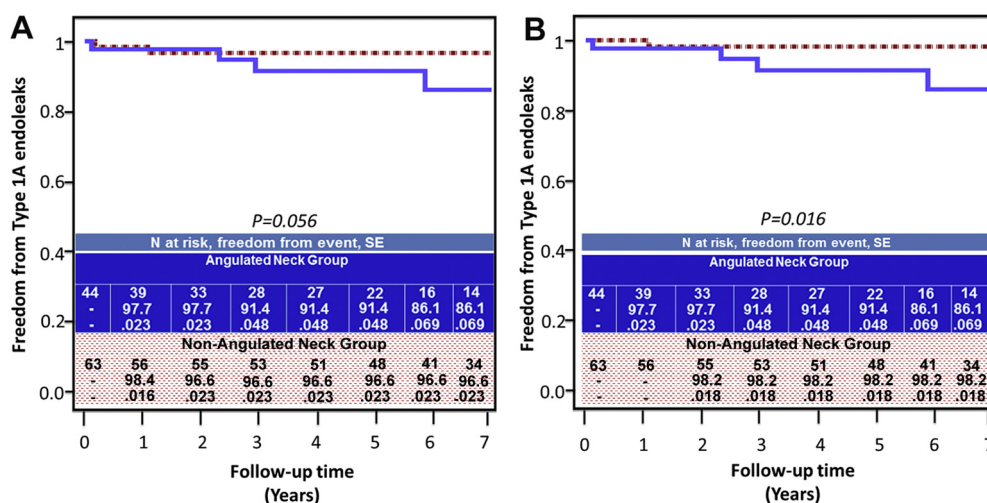 A
Freedom from Type 1A endoleaks
1
0.8
0.6
0.4
0.2
0.0
P=0.056
N at risk, freedom from event, SE
Angulated Neck Group
44 39 33 28 27 22 16 14
- 97.7 97.7 91.4 91.4 91.4 86.1 86.1
- .023 .023 .048 .048 .048 .069 .069
Non-Angulated Neck Group
63 56 55 53 51 48 41 34
- 98.4 96.6 96.6 96.6 96.6 96.6 96.6
- .016 .023 .023 .023 .023 .023 .023
0 1 2 3 4 5 6 7
Follow-up time
(Years)
B
Freedom from Type 1A endoleaks
1
0.8
0.6
0.4
0.2
0.0
P=0.016
N at risk, freedom from event, SE
Angulated Neck Group
44 39 33 28 27 22 16 14
- 97.7 97.7 91.4 91.4 91.4 86.1 86.1
- .023 .023 .048 .048 .048 .069 .069
Non-Angulated Neck Group
63 56 55 53 51 48 41 34
- - 98.2 98.2 98.2 98.2 98.2 98.2
- - .018 .018 .018 .018 .018 .018
0 1 2 3 4 5 6 7
Follow-up time
(Years)